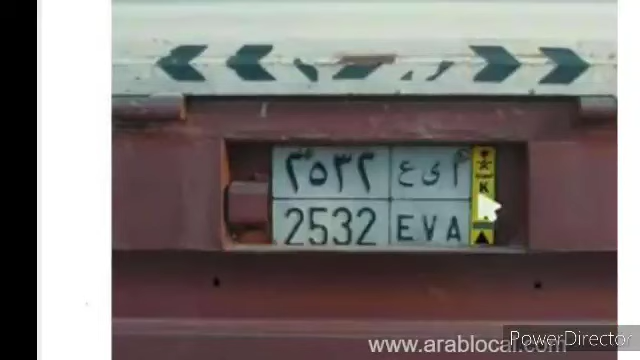 ٢٥٣٢ ا ى ع
2532 EVA
K
www.arablocal.com
PowerDirector